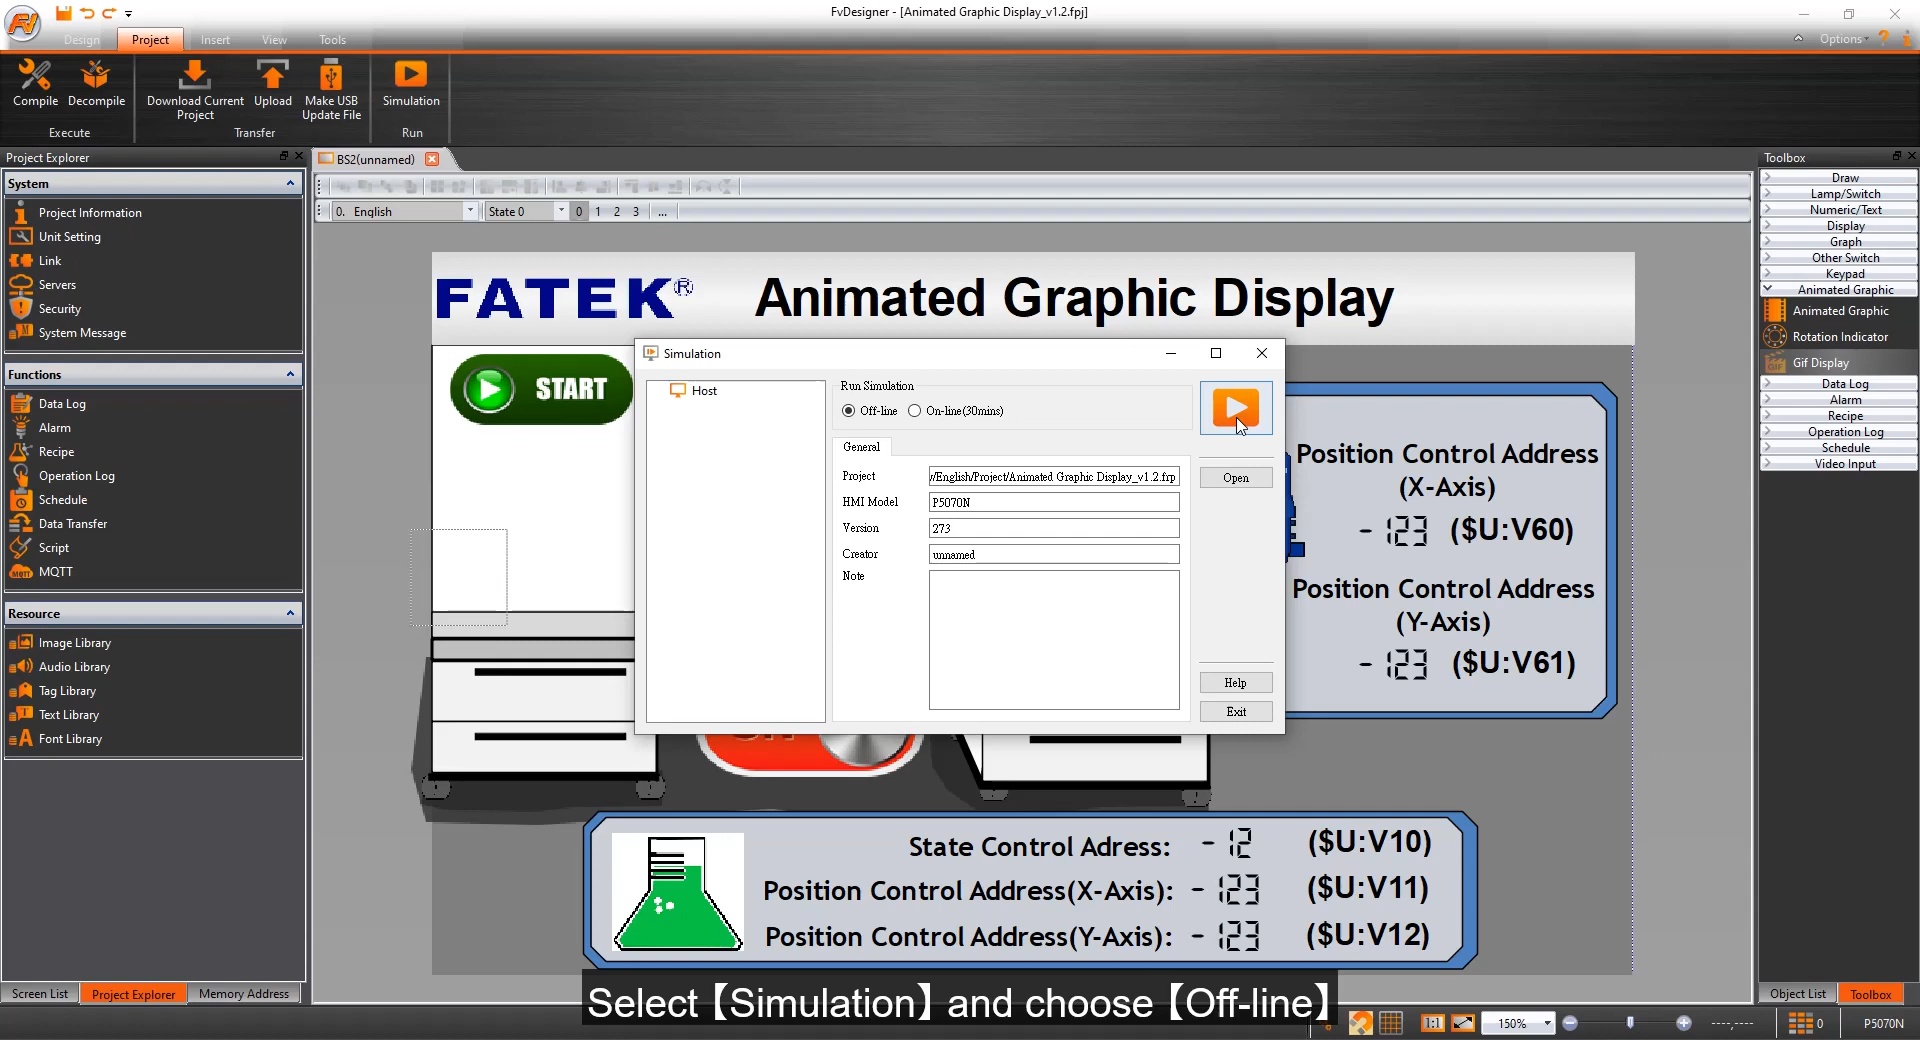 FvDesigner - [Animated Graphic Display_v1.2.fpj]
Design Project Insert View Tools
Options
Compile Decompile Download Current Project Upload Make USB Update File Simulation
Execute Transfer Run
Project Explorer
System
Project Information
Unit Setting
Link
Servers
Security
System Message
Functions
Data Log
Alarm
Recipe
Operation Log
Schedule
Data Transfer
Script
MQTT
Resource
Image Library
Audio Library
Tag Library
Text Library
Font Library
Screen List Project Explorer Memory Address
BS2(unnamed)
0. English State 0 0 1 2 3 ...
FATEK® Animated Graphic Display
START
Simulation
Host
Run Simulation
Off-line On-line(30mins)
General
Project /English/Project/Animated Graphic Display_v1.2.frp
HMI Model P5070N
Version 273
Creator unnamed
Note
Open
Help
Exit
Position Control Address
(X-Axis)
-123 ($U:V60)
Position Control Address
(Y-Axis)
-123 ($U:V61)
State Control Adress: -12 ($U:V10)
Position Control Address(X-Axis): -123 ($U:V11)
Position Control Address(Y-Axis): -123 ($U:V12)
Select【Simulation】and choose【Off-line】
Toolbox
Draw
Lamp/Switch
Numeric/Text
Display
Graph
Other Switch
Keypad
Animated Graphic
Animated Graphic
Rotation Indicator
Gif Display
Data Log
Alarm
Recipe
Operation Log
Schedule
Video Input
Object List Toolbox
1:1 150% ----,---- 0 P5070N